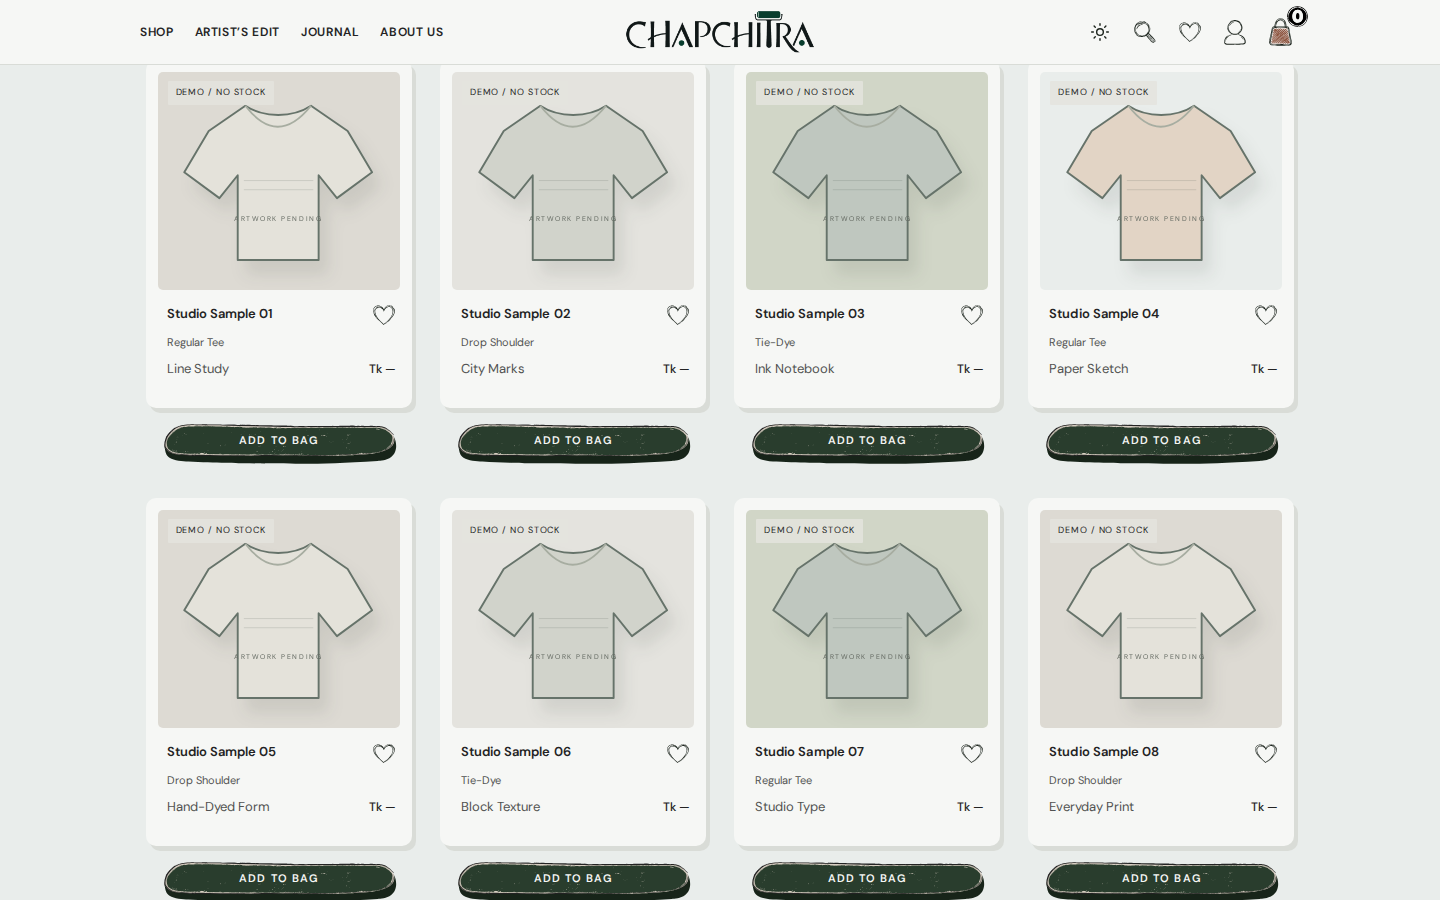 SHOP ARTIST'S EDIT JOURNAL ABOUT US CHAPCHITRA 0
DEMO / NO STOCK DEMO / NO STOCK DEMO / NO STOCK DEMO / NO STOCK
ARTWORK PENDING ARTWORK PENDING ARTWORK PENDING ARTWORK PENDING
Studio Sample 01 Studio Sample 02 Studio Sample 03 Studio Sample 04
Regular Tee Drop Shoulder Tie-Dye Regular Tee
Line Study Tk — City Marks Tk — Ink Notebook Tk — Paper Sketch Tk —
ADD TO BAG ADD TO BAG ADD TO BAG ADD TO BAG
DEMO / NO STOCK DEMO / NO STOCK DEMO / NO STOCK DEMO / NO STOCK
ARTWORK PENDING ARTWORK PENDING ARTWORK PENDING ARTWORK PENDING
Studio Sample 05 Studio Sample 06 Studio Sample 07 Studio Sample 08
Drop Shoulder Tie-Dye Regular Tee Drop Shoulder
Hand-Dyed Form Tk — Block Texture Tk — Studio Type Tk — Everyday Print Tk —
ADD TO BAG ADD TO BAG ADD TO BAG ADD TO BAG